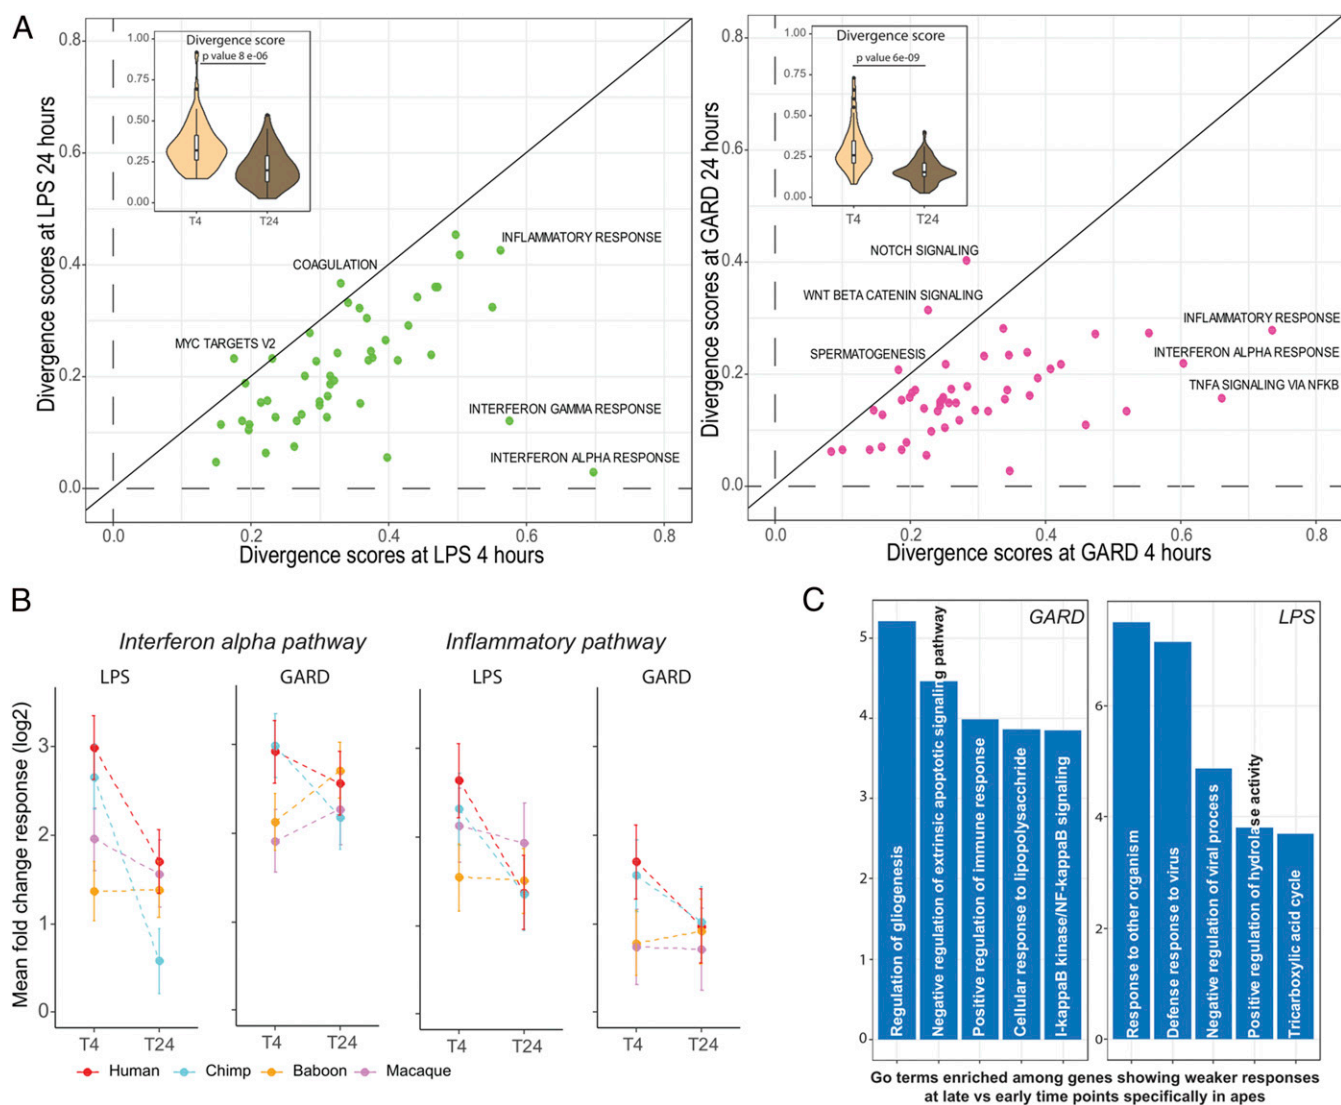 A
Divergence scores at LPS 24 hours
0.8
0.6
0.4
0.2
0.0
0.0
0.2
0.4
0.6
0.8
Divergence scores at LPS 4 hours
Divergence score
p value 8 e-06
1.00
0.75
0.50
0.25
0.00
T4
T24
INFLAMMATORY RESPONSE
COAGULATION
MYC TARGETS V2
INTERFERON GAMMA RESPONSE
INTERFERON ALPHA RESPONSE
Divergence scores at GARD 24 hours
0.8
0.6
0.4
0.2
0.0
0.0
0.2
0.4
0.6
0.8
Divergence scores at GARD 4 hours
Divergence score
p value 6e-09
1.00
0.75
0.50
0.25
0.00
T4
T24
NOTCH SIGNALING
WNT BETA CATENIN SIGNALING
SPERMATOGENESIS
INFLAMMATORY RESPONSE
INTERFERON ALPHA RESPONSE
TNFA SIGNALING VIA NFKB
B
Interferon alpha pathway
Inflammatory pathway
LPS
GARD
LPS
GARD
Mean fold change response (log2)
3
2
1
0
T4
T24
T4
T24
T4
T24
T4
T24
Human
Chimp
Baboon
Macaque
C
GARD
5
4
3
2
1
0
Regulation of gliogenesis
Negative regulation of extrinsic apoptotic signaling pathway
Positive regulation of immune response
Cellular response to lipopolysacchride
I-kappaB kinase/NF-kappaB signaling
LPS
6
4
2
0
Response to other organism
Defense response to virus
Negative regulation of viral process
Positive regulation of hydrolase activity
Tricarboxylic acid cycle
Go terms enriched among genes showing weaker responses
at late vs early time points specifically in apes